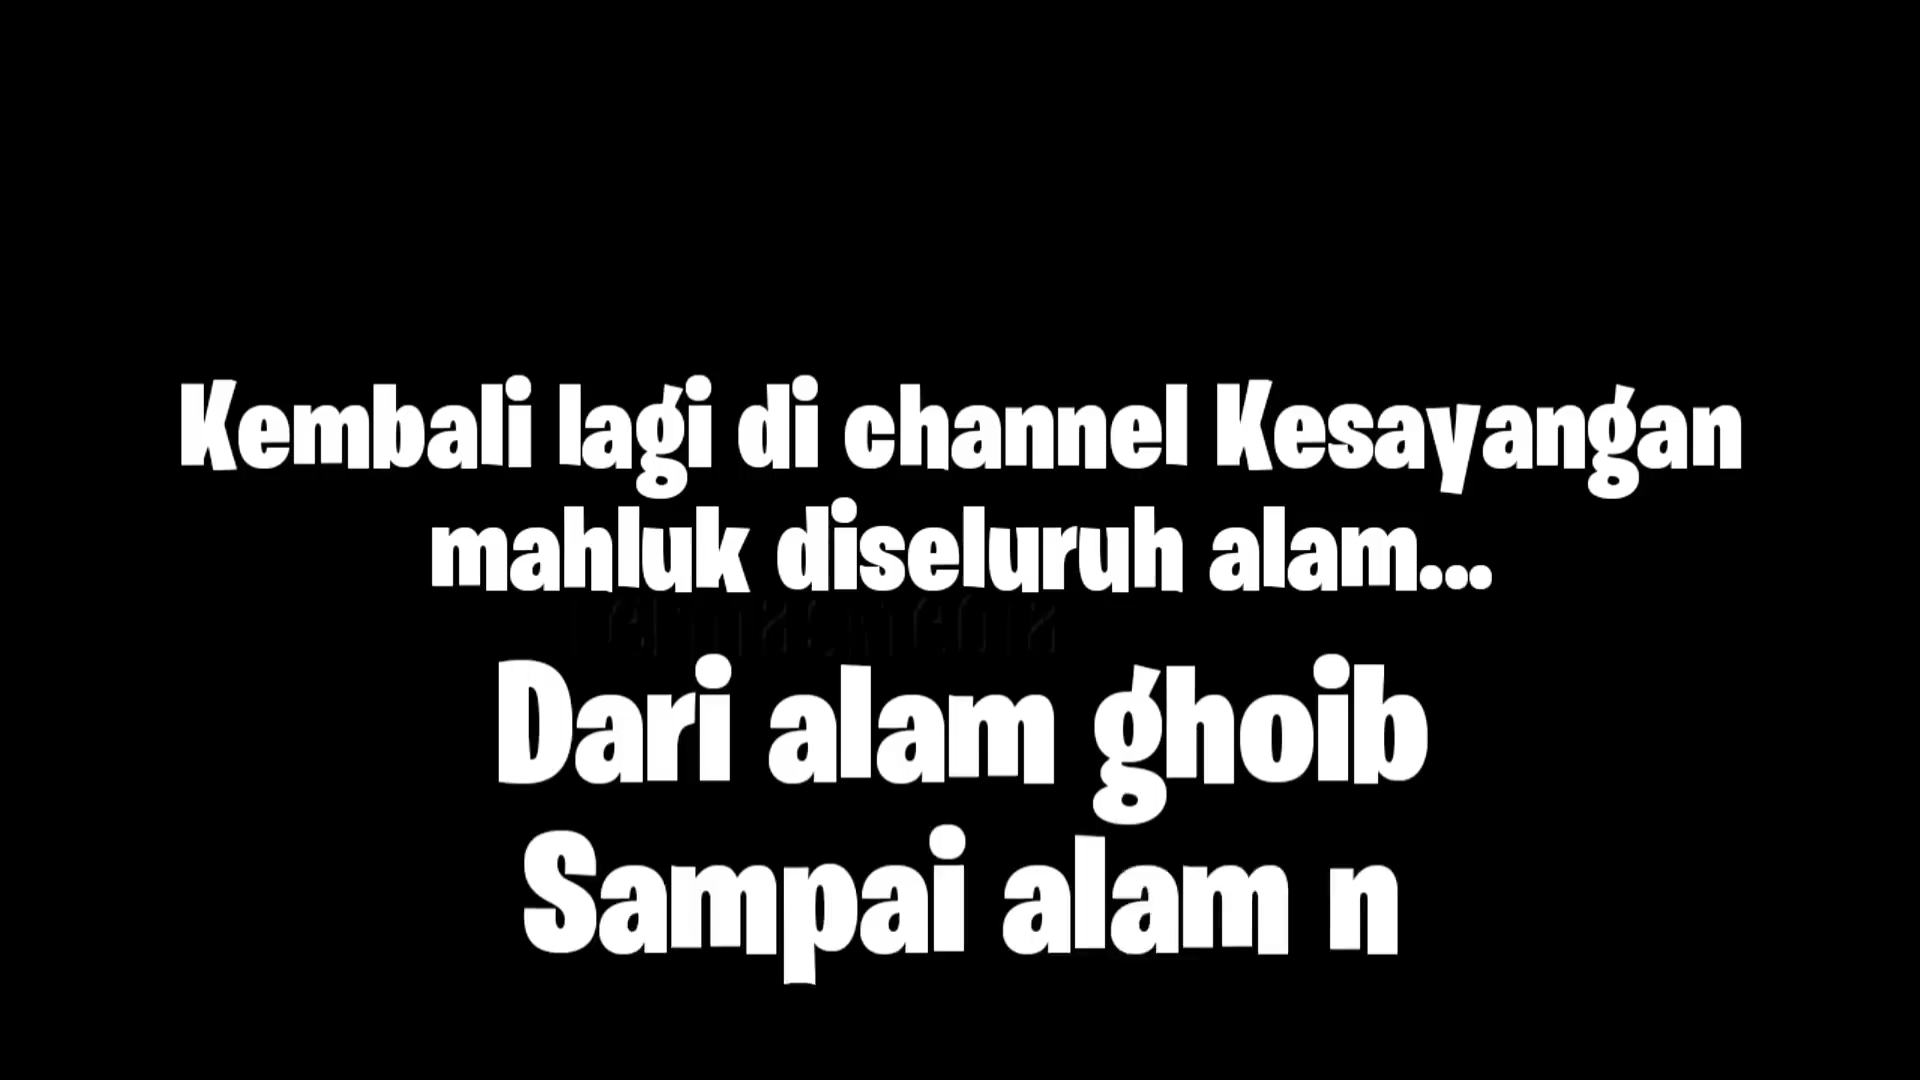 Kembali lagi di channel Kesayangan
mahluk diseluruh alam...
Dari alam ghoib
Sampai alam n